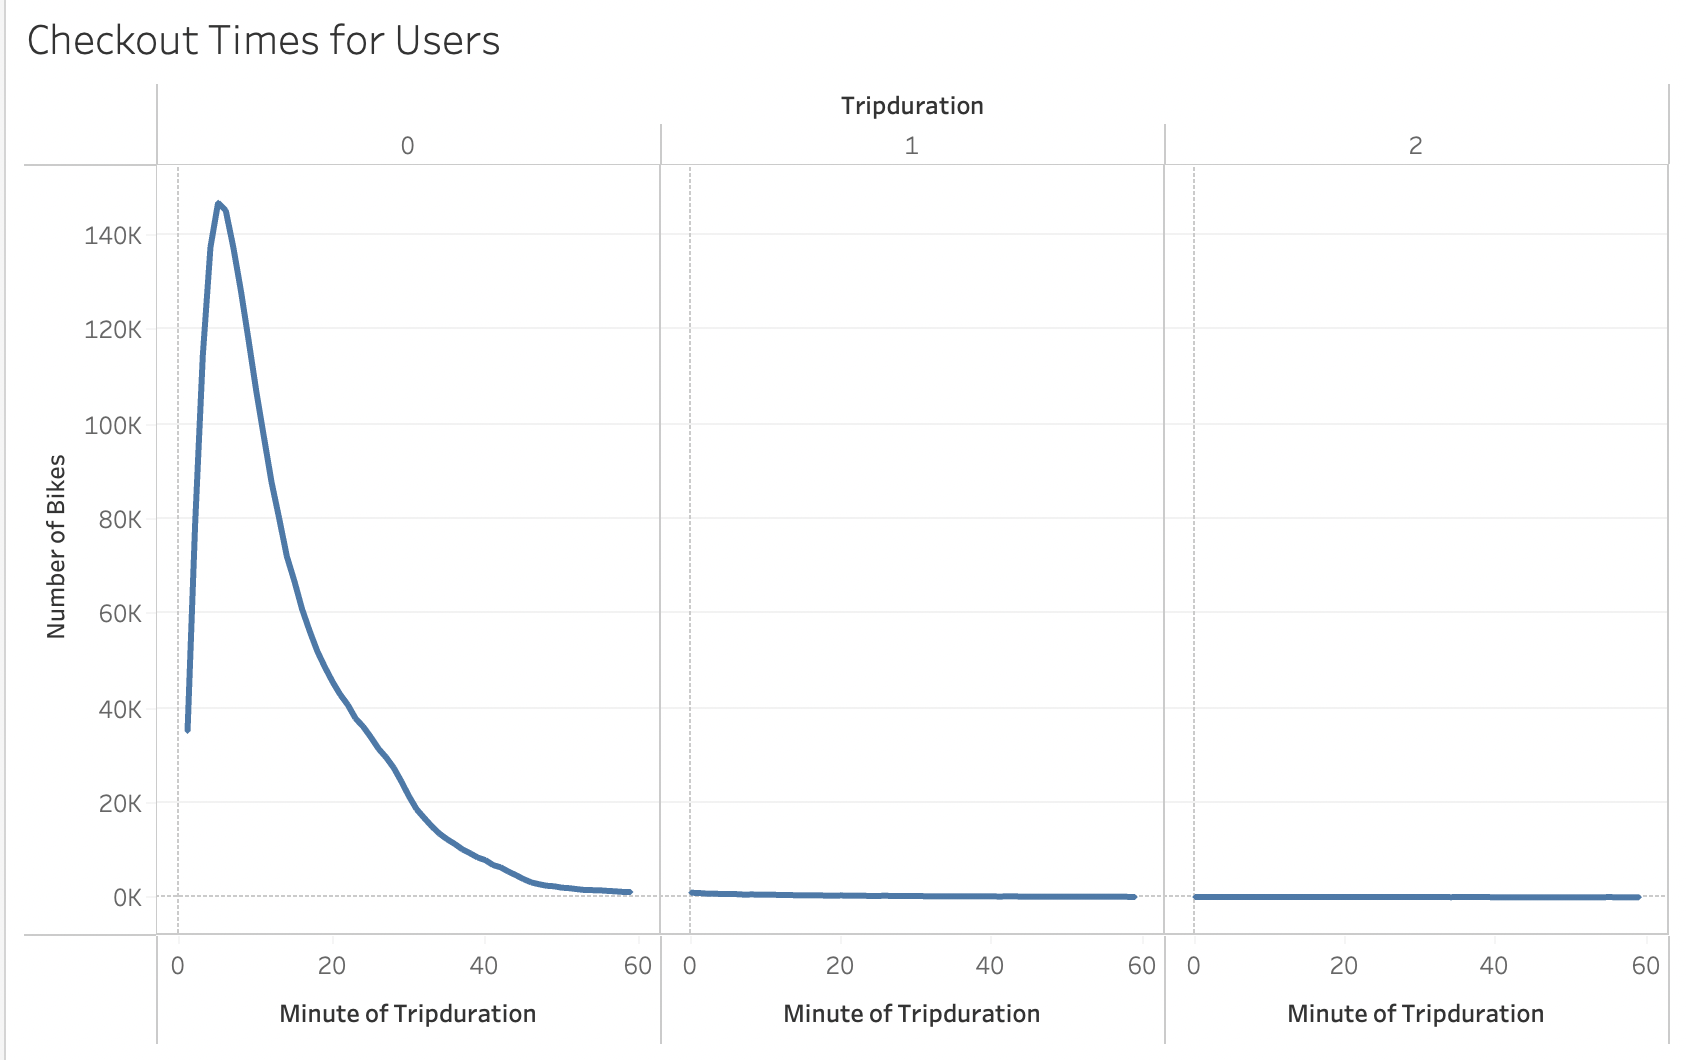 Checkout Times for Users
Tripduration
0 1 2
140K
120K
100K
80K
60K
40K
20K
0K
Number of Bikes
0 20 40 60 0 20 40 60 0 20 40 60
Minute of Tripduration Minute of Tripduration Minute of Tripduration